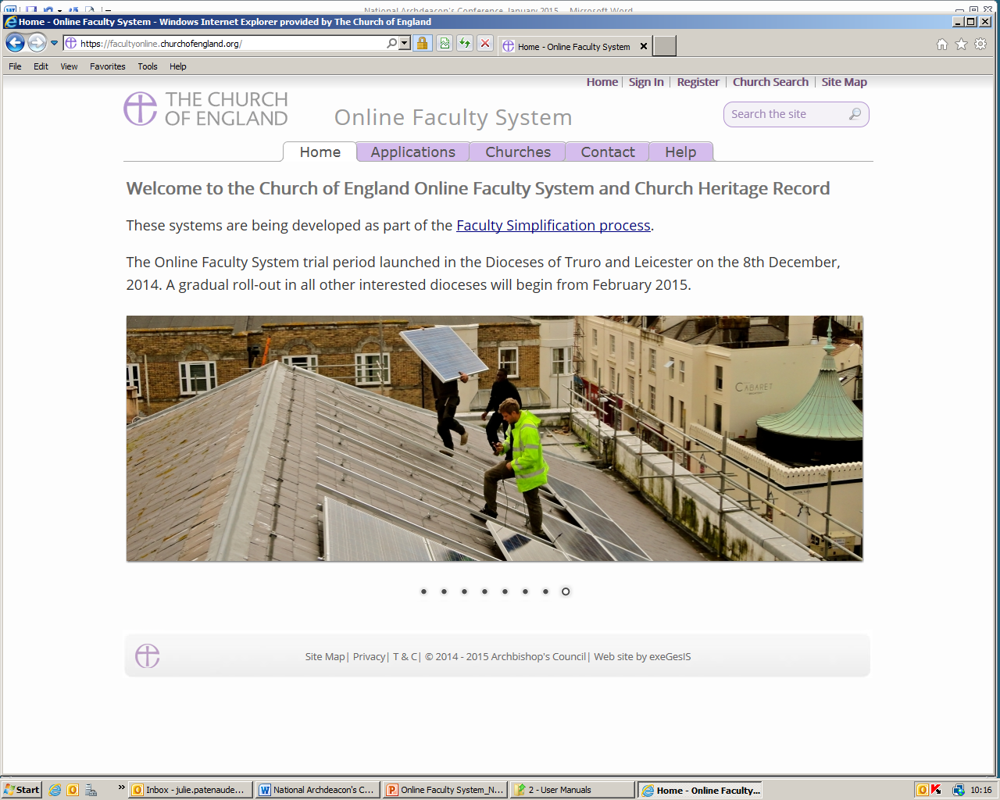 National Archdeacon's Conference January 2015 - Microsoft Word
Home - Online Faculty System - Windows Internet Explorer provided by The Church of England
https://facultyonline.churchofengland.org/
Home - Online Faculty System
File Edit View Favorites Tools Help
Home | Sign In | Register | Church Search | Site Map
THE CHURCH
OF ENGLAND
Online Faculty System
Search the site
Home Applications Churches Contact Help
Welcome to the Church of England Online Faculty System and Church Heritage Record
These systems are being developed as part of the Faculty Simplification process.
The Online Faculty System trial period launched in the Dioceses of Truro and Leicester on the 8th December,
2014. A gradual roll-out in all other interested dioceses will begin from February 2015.
CABARET
Site Map| Privacy| T & C| © 2014 - 2015 Archbishop's Council| Web site by exeGesIS
Start » Inbox - julie.patenaude... National Archdeacon's C... Online Faculty System_N... 2 - User Manuals Home - Online Faculty... 10:16